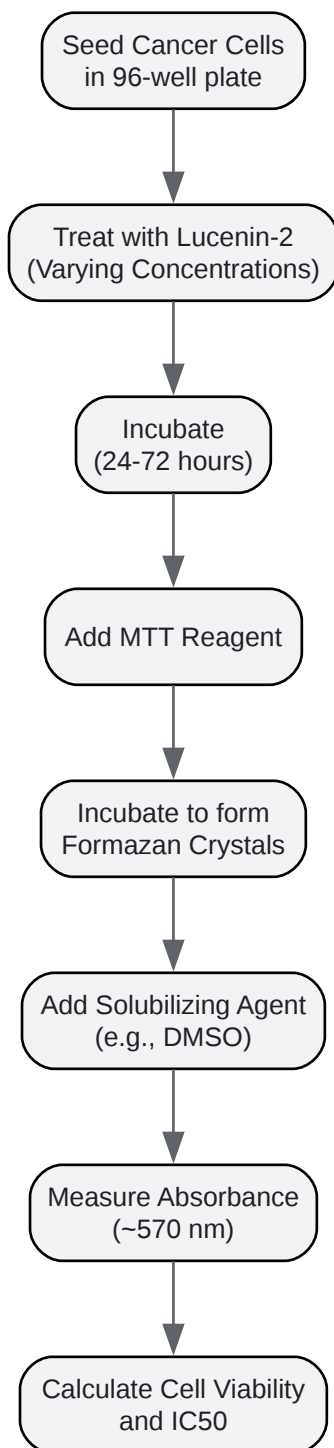 Seed Cancer Cells
in 96-well plate
Treat with Lucenin-2
(Varying Concentrations)
Incubate
(24-72 hours)
Add MTT Reagent
Incubate to form
Formazan Crystals
Add Solubilizing Agent
(e.g., DMSO)
Measure Absorbance
(~570 nm)
Calculate Cell Viability
and IC50